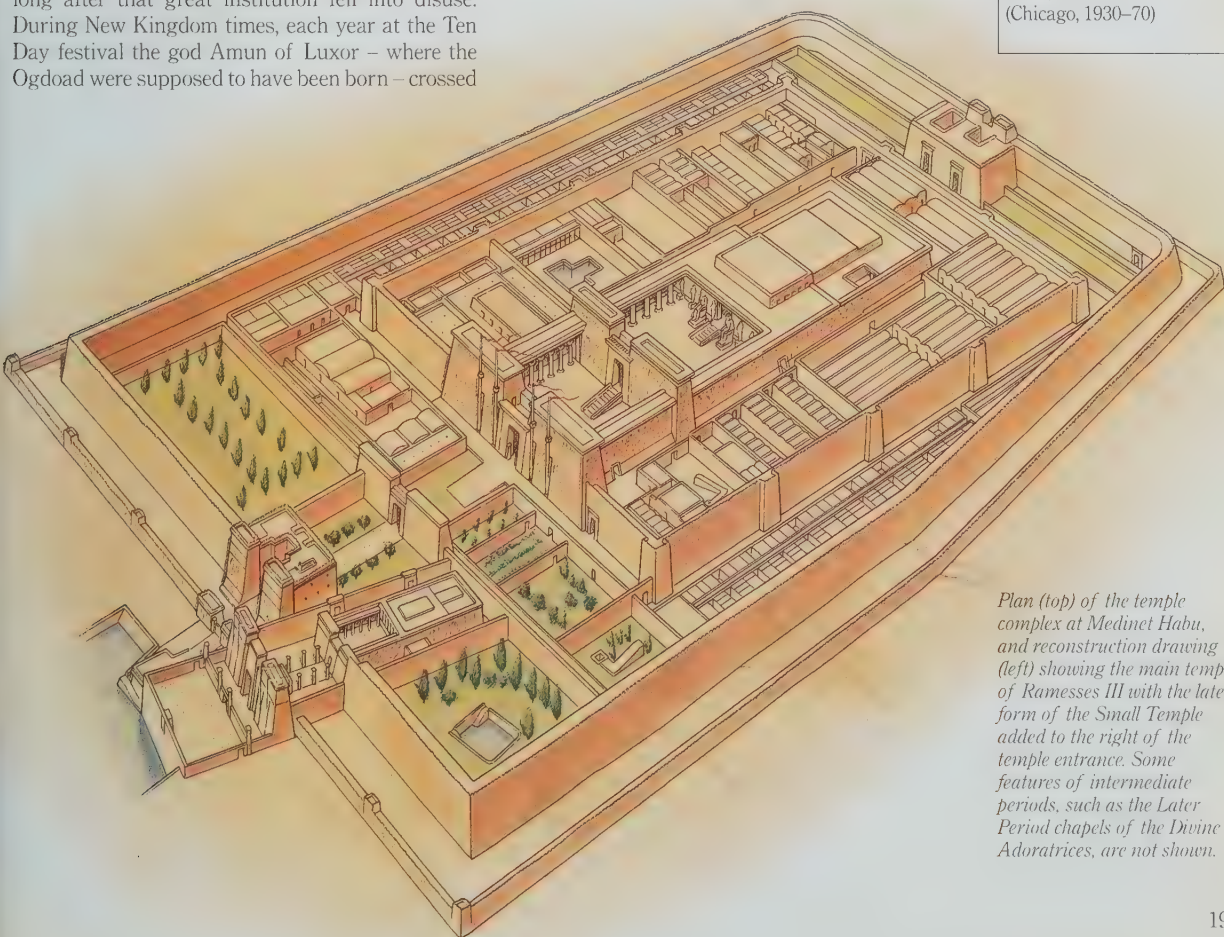 long after that great institution fell into disuse.
During New Kingdom times, each year at the Ten
Day festival the god Amun of Luxor – where the
Ogdoad were supposed to have been born – crossed
(Chicago, 1930–70)
Plan (top) of the temple
complex at Medinet Habu,
and reconstruction drawing
(left) showing the main temp
of Ramesses III with the late
form of the Small Temple
added to the right of the
temple entrance. Some
features of intermediate
periods, such as the Later
Period chapels of the Divine
Adoratrices, are not shown.
19